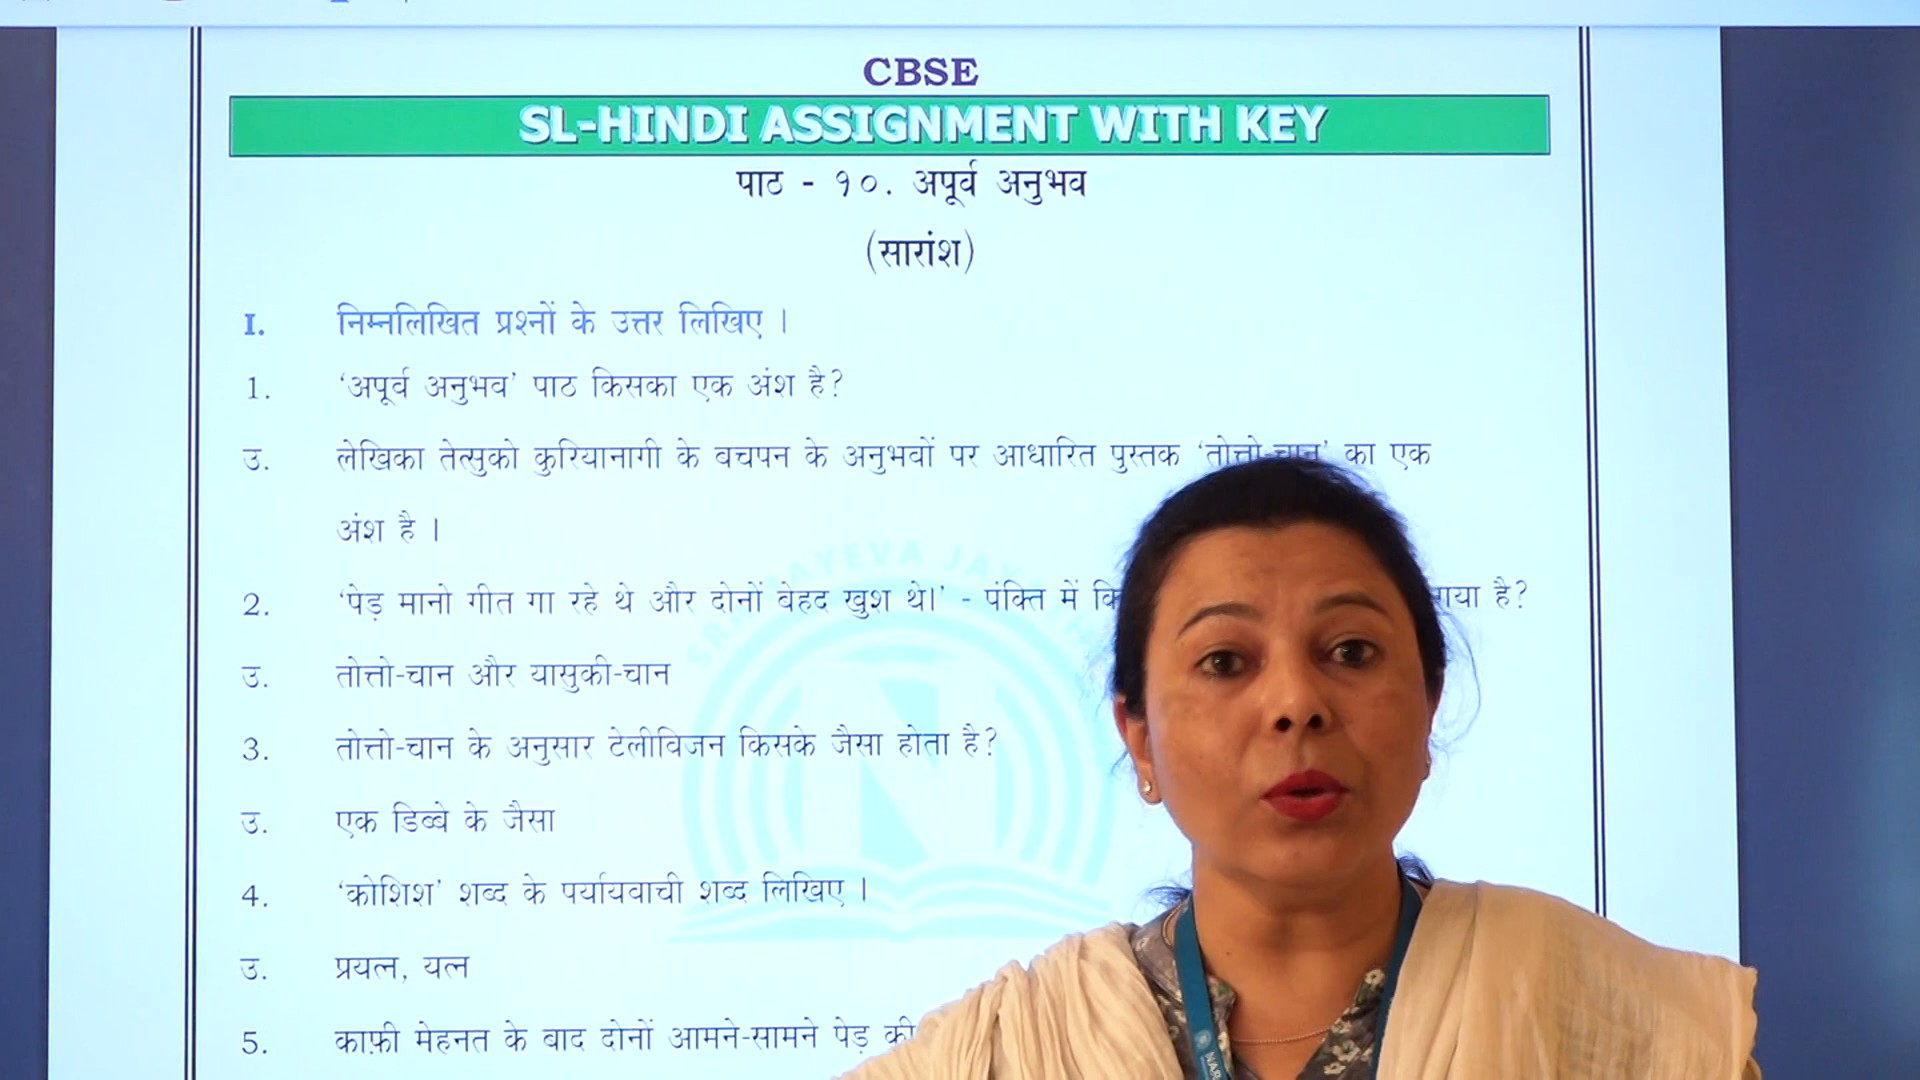 CBSE
SL-HINDI ASSIGNMENT WITH KEY
पाठ - १०. अपूर्व अनुभव
(सारांश)
I. निम्नलिखित प्रश्नों के उत्तर लिखिए ।
1. ‘अपूर्व अनुभव’ पाठ किसका एक अंश है?
उ. लेखिका तेत्सुको कुरियानागी के बचपन के अनुभवों पर आधारित पुस्तक ‘तोत्तो-चान’ का एक
अंश है ।
2. ‘पेड़ मानो गीत गा रहे थे और दोनों बेहद खुश थे।’ - पंक्ति में है?
उ. तोत्तो-चान और यासुकी-चान
3. तोत्तो-चान के अनुसार टेलीविजन किसके जैसा होता है?
उ. एक डिब्बे के जैसा
4. ‘कोशिश’ शब्द के पर्यायवाची शब्द लिखिए ।
उ. प्रयत्न, यत्न
5. काफ़ी मेहनत के बाद दोनों आमने-सामने पेड़ की